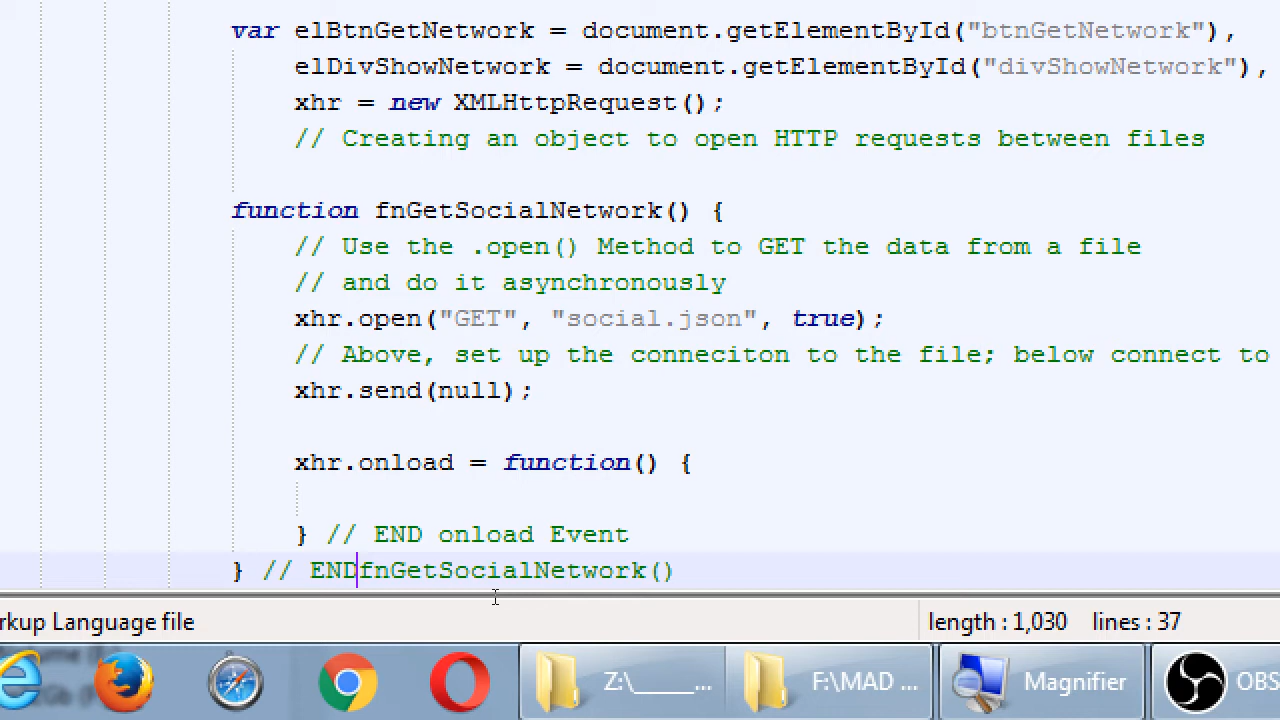 var elBtnGetNetwork = document.getElementById("btnGetNetwork"),
elDivShowNetwork = document.getElementById("divShowNetwork"),
xhr = new XMLHttpRequest();
// Creating an object to open HTTP requests between files
function fnGetSocialNetwork() {
// Use the .open() Method to GET the data from a file
// and do it asynchronously
xhr.open("GET", "social.json", true);
// Above, set up the conneciton to the file; below connect to
xhr.send(null);
xhr.onload = function() {
} // END onload Event
} // ENDfnGetSocialNetwork()
rkup Language file length : 1,030 lines : 37
Z:\____... F:\MAD ... Magnifier OBS